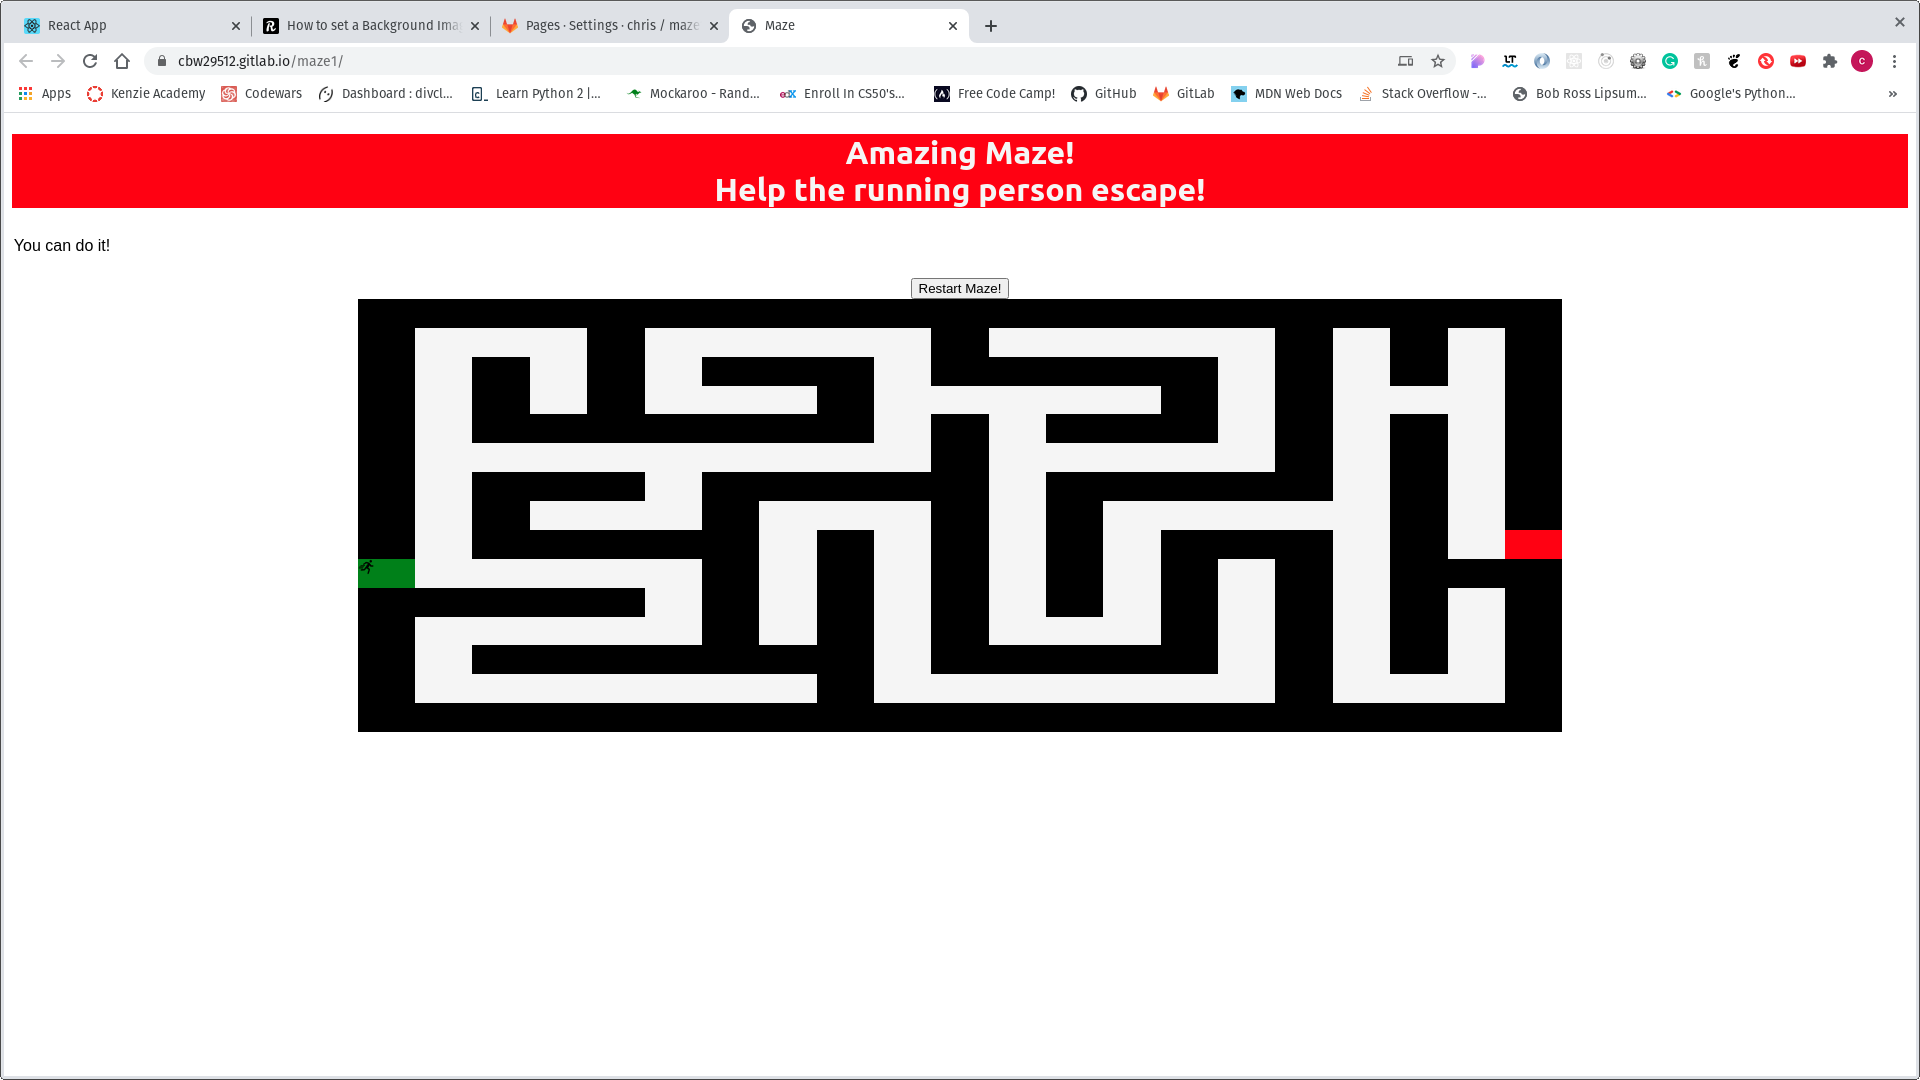 React App
How to set a Background Ima
Pages · Settings · chris / maze
Maze
cbw29512.gitlab.io/maze1/
LT
C
Apps
Kenzie Academy
Codewars
Dashboard : divcl...
Learn Python 2 |...
Mockaroo - Rand...
edX
Enroll In CS50's...
Free Code Camp!
GitHub
GitLab
MDN Web Docs
Stack Overflow -...
Bob Ross Lipsum...
Google's Python...
»
Amazing Maze!
Help the running person escape!
You can do it!
Restart Maze!